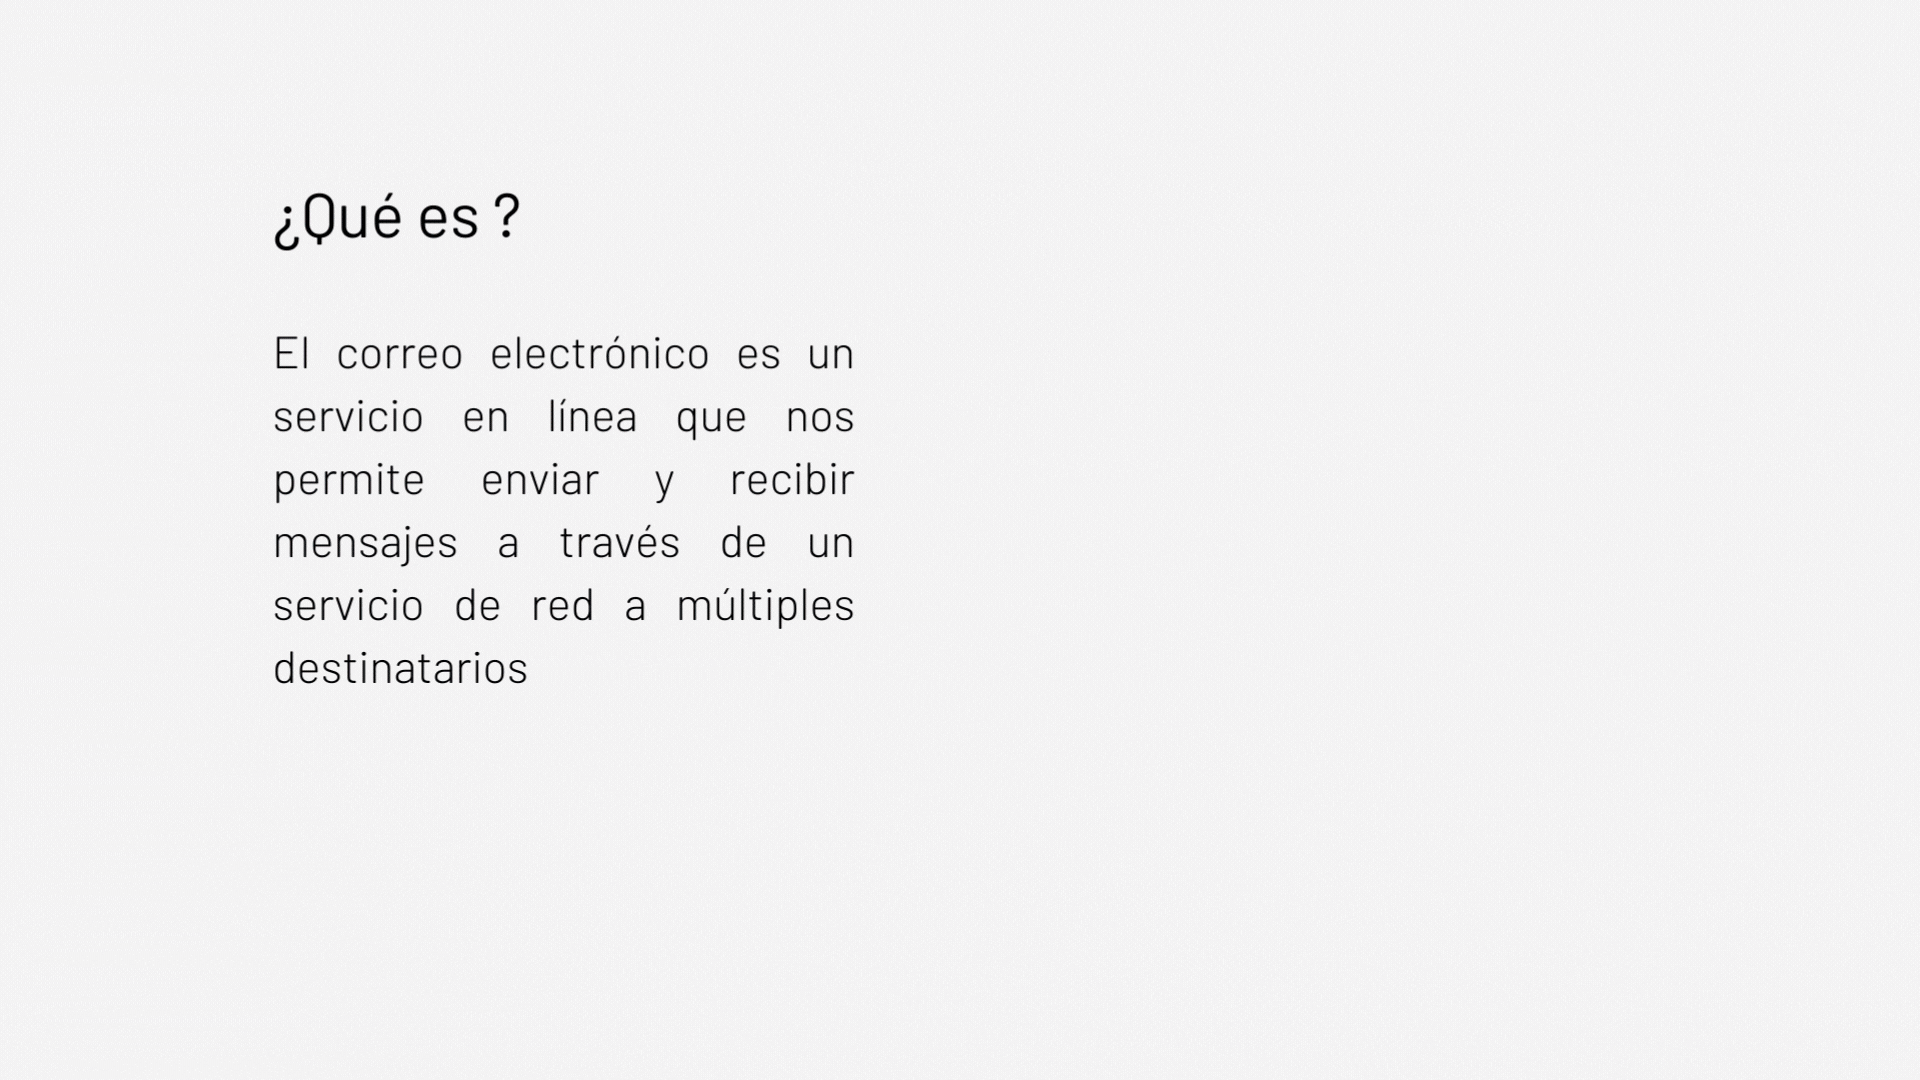 ¿Qué es ?
El correo electrónico es un
servicio en línea que nos
permite enviar y recibir
mensajes a través de un
servicio de red a múltiples
destinatarios